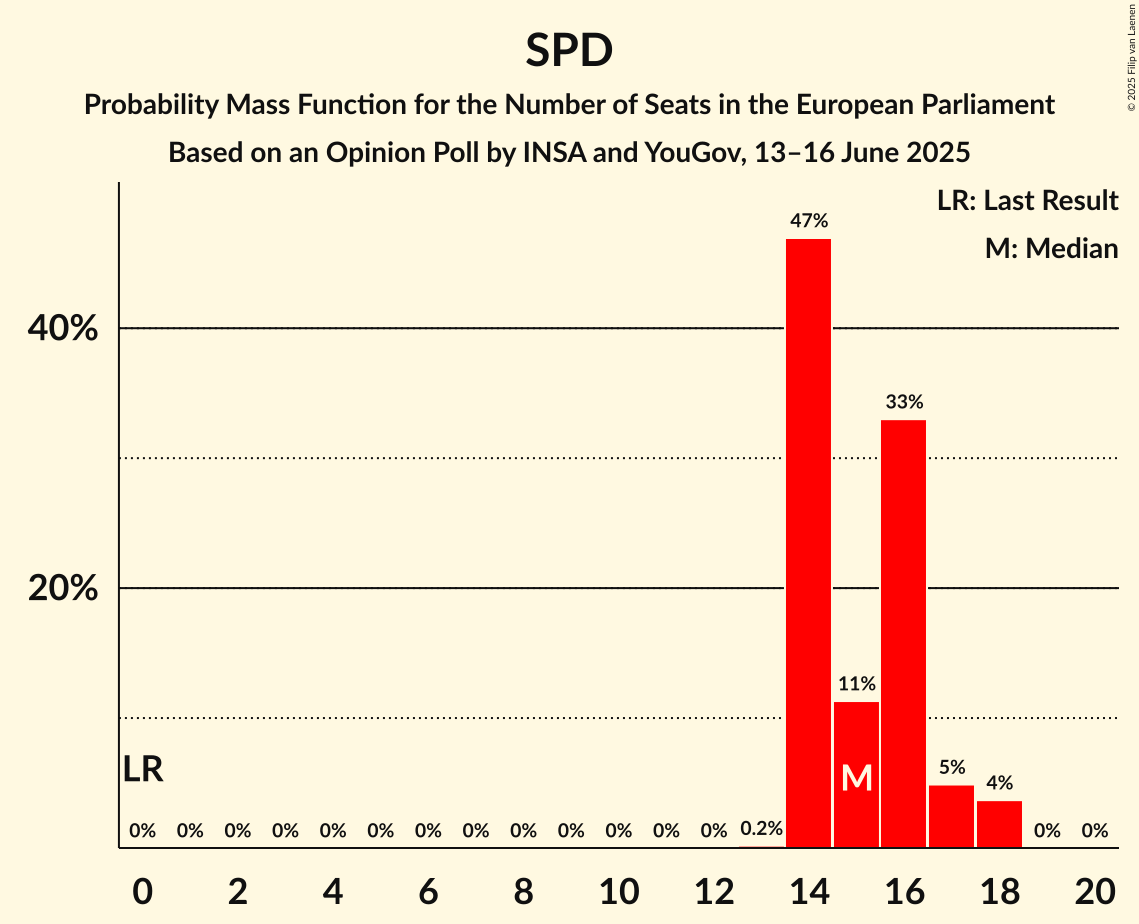 SPD
Probability Mass Function for the Number of Seats in the European Parliament
Based on an Opinion Poll by INSA and YouGov, 13–16 June 2025
© 2025 Filip van Laenen
LR: Last Result
M: Median
47%
40%
33%
20%
11%
LR
M
5%
4%
0% 0% 0% 0% 0% 0% 0% 0% 0% 0% 0% 0% 0% 0.2% 0% 0%
0 2 4 6 8 10 12 14 16 18 20